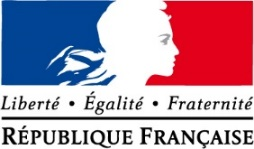 Liberté • Égalité • Fraternité
RÉPUBLIQUE FRANÇAISE